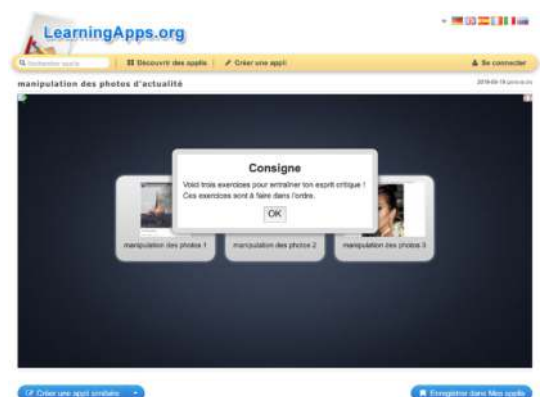 LearningApps.org
Rechercher applis
Découvrir des applis
Créer une appli
Se connecter
manipulation des photos d'actualité
Consigne
Voici trois exercices pour entraîner ton esprit critique !
Ces exercices sont à faire dans l'ordre.
OK
manipulation des photos 1
manipulation des photos 2
manipulation des photos 3
Créer une appli similaire
Enregistrer dans Mes applis